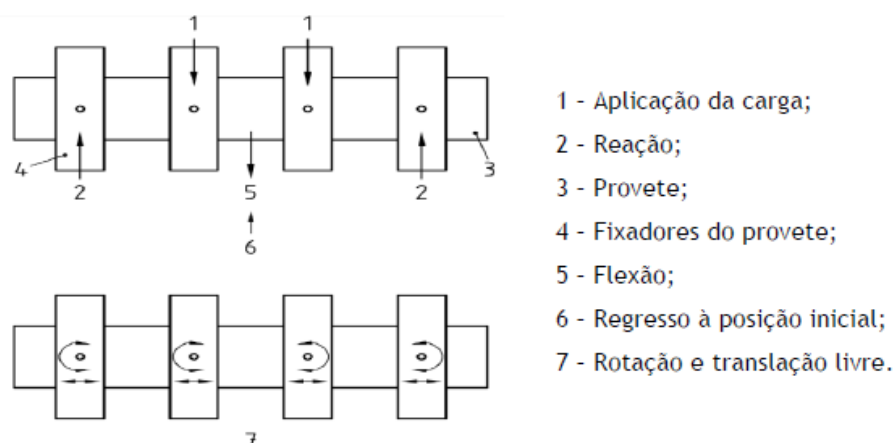 1 1
4 2 5 2 3
6
7
1 - Aplicação da carga;
2 - Reação;
3 - Provete;
4 - Fixadores do provete;
5 - Flexão;
6 - Regresso à posição inicial;
7 - Rotação e translação livre.